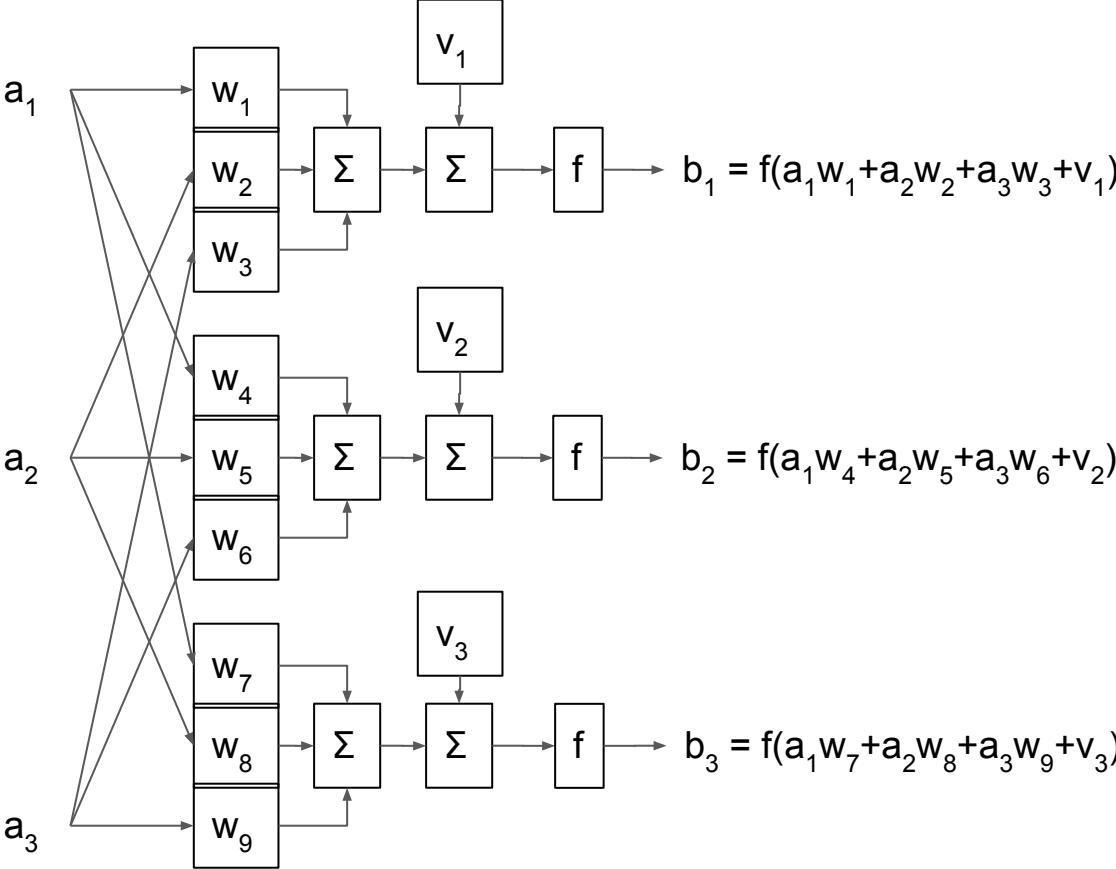 v₁
a₁ w₁
w₂ Σ Σ f b₁ = f(a₁w₁+a₂w₂+a₃w₃+v₁)
w₃
v₂
w₄
a₂ w₅ Σ Σ f b₂ = f(a₁w₄+a₂w₅+a₃w₆+v₂)
w₆
v₃
w₇
w₈ Σ Σ f b₃ = f(a₁w₇+a₂w₈+a₃w₉+v₃)
a₃ w₉